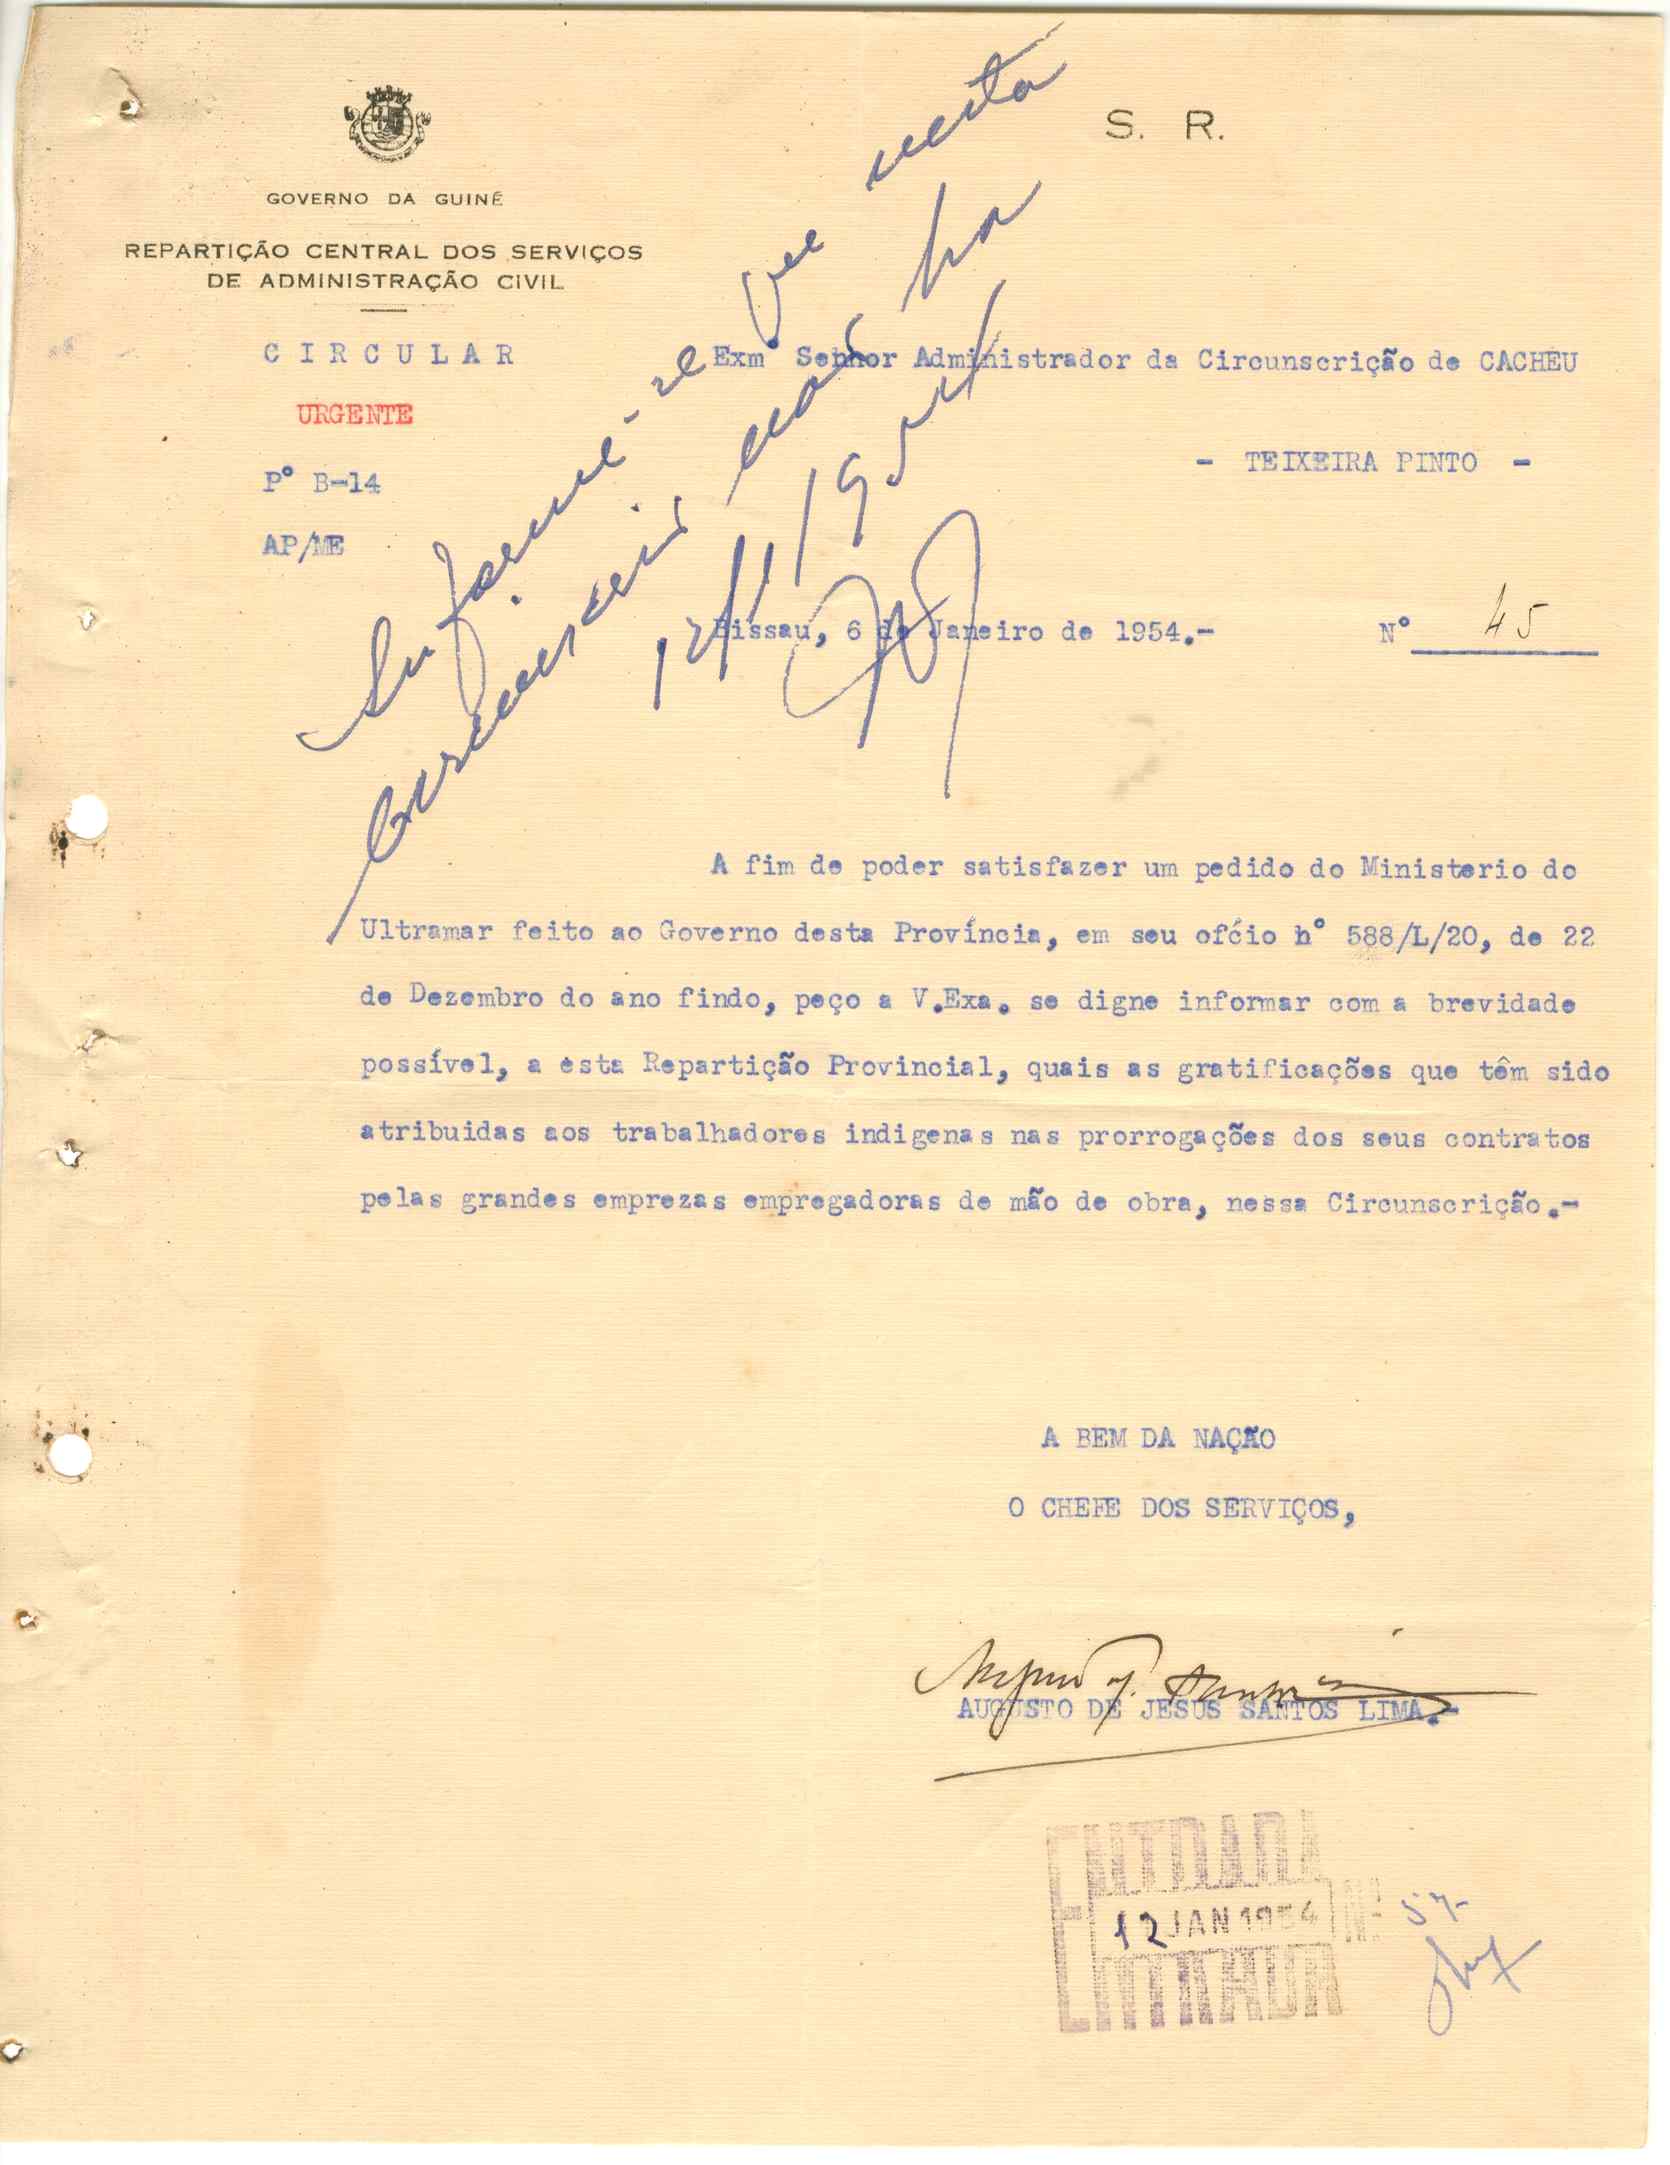 S. R.
GOVERNO DA GUINÉ
REPARTIÇÃO CENTRAL DOS SERVIÇOS
DE ADMINISTRAÇÃO CIVIL
CIRCULAR
Exmº Senhor Administrador da Circunscrição de CACHEU
URGENTE
- TEIXEIRA PINTO -
Pº B-14
AP/ME
Informe-se que nesta
Circunscrição não há
12/1/954
Bissau, 6 de Janeiro de 1954.-
Nº 45
A fim de poder satisfazer um pedido do Ministerio do
Ultramar feito ao Governo desta Província, em seu ofćio nº 588/L/20, de 22
de Dezembro do ano findo, peço a V.Exa. se digne informar com a brevidade
possível, a esta Repartição Provincial, quais as gratificações que têm sido
atribuidas aos trabalhadores indigenas nas prorrogações dos seus contratos
pelas grandes emprezas empregadoras de mão de obra, nessa Circunscrição.-
A BEM DA NAÇÃO
O CHEFE DOS SERVIÇOS,
AUGUSTO DE JESUS SANTOS LIMA.-
ENTRADA
12 JAN 1954 Nº 57
ENTRADA